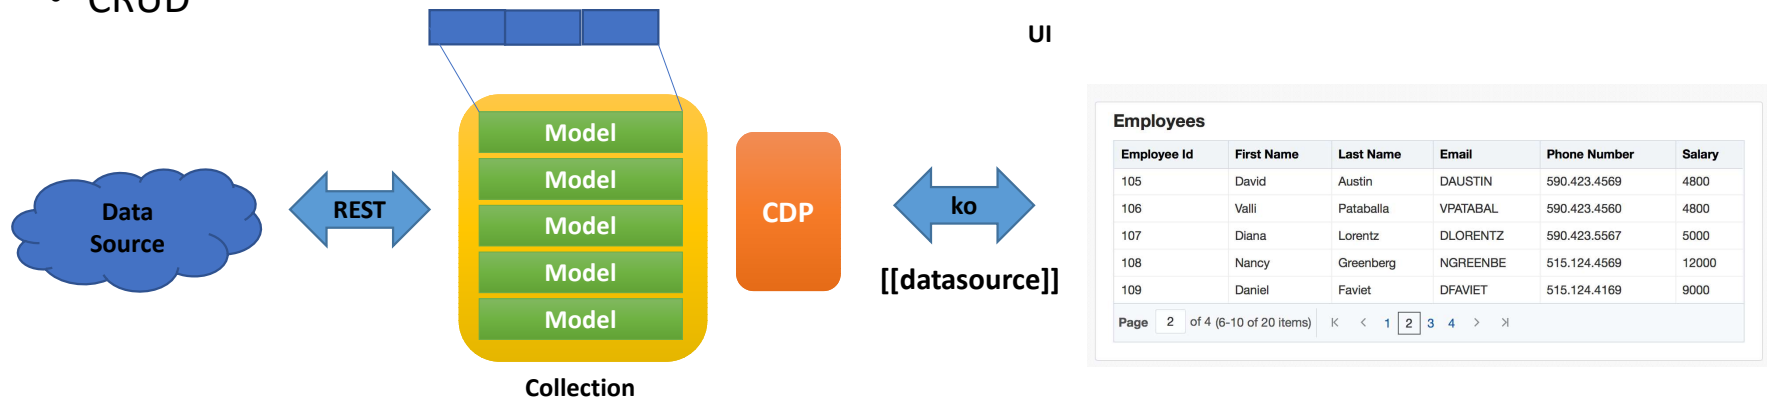 • CRUD
UI
Data
Source
REST
Model
Model
Model
Model
Model
Collection
CDP
ko
[[datasource]]
Employees
Employee Id First Name Last Name Email Phone Number Salary
105 David Austin DAUSTIN 590.423.4569 4800
106 Valli Pataballa VPATABAL 590.423.4560 4800
107 Diana Lorentz DLORENTZ 590.423.5567 5000
108 Nancy Greenberg NGREENBE 515.124.4569 12000
109 Daniel Faviet DFAVIET 515.124.4169 9000
Page 2 of 4 (6-10 of 20 items) 1 2 3 4